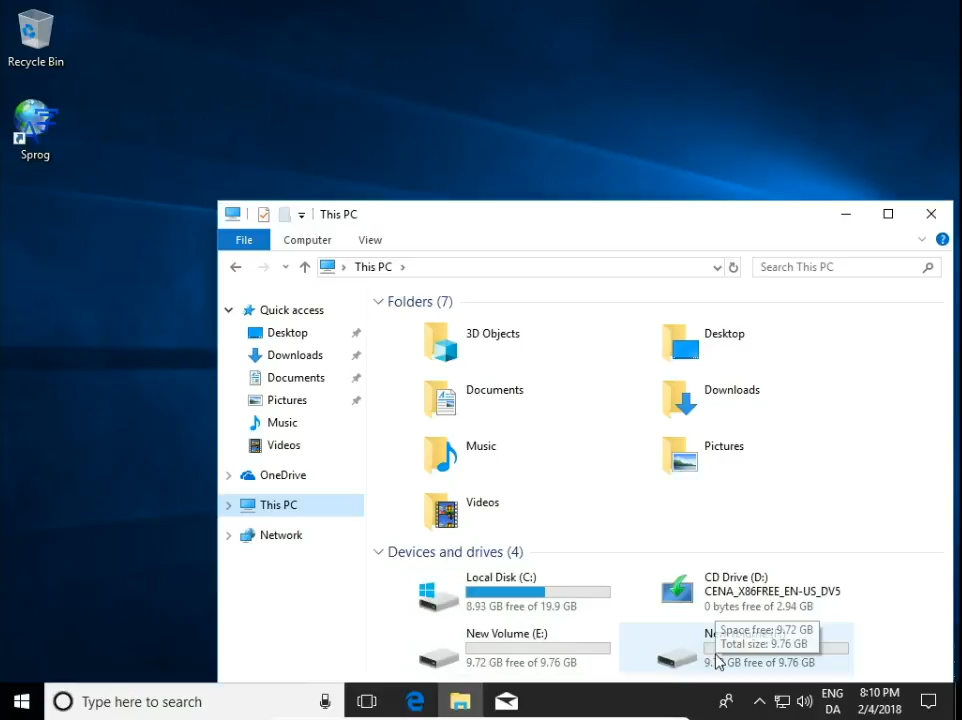 Recycle Bin
Sprog
This PC
File
Computer
View
This PC
Search This PC
Quick access
Desktop
Downloads
Documents
Pictures
Music
Videos
OneDrive
This PC
Network
Folders (7)
3D Objects
Desktop
Documents
Downloads
Music
Pictures
Videos
Devices and drives (4)
Local Disk (C:)
8.93 GB free of 19.9 GB
CD Drive (D:)
CENA_X86FREE_EN-US_DV5
0 bytes free of 2.94 GB
New Volume (E:)
9.72 GB free of 9.76 GB
Space free: 9.72 GB
Total size: 9.76 GB
GB free of 9.76 GB
Type here to search
ENG
DA
8:10 PM
2/4/2018